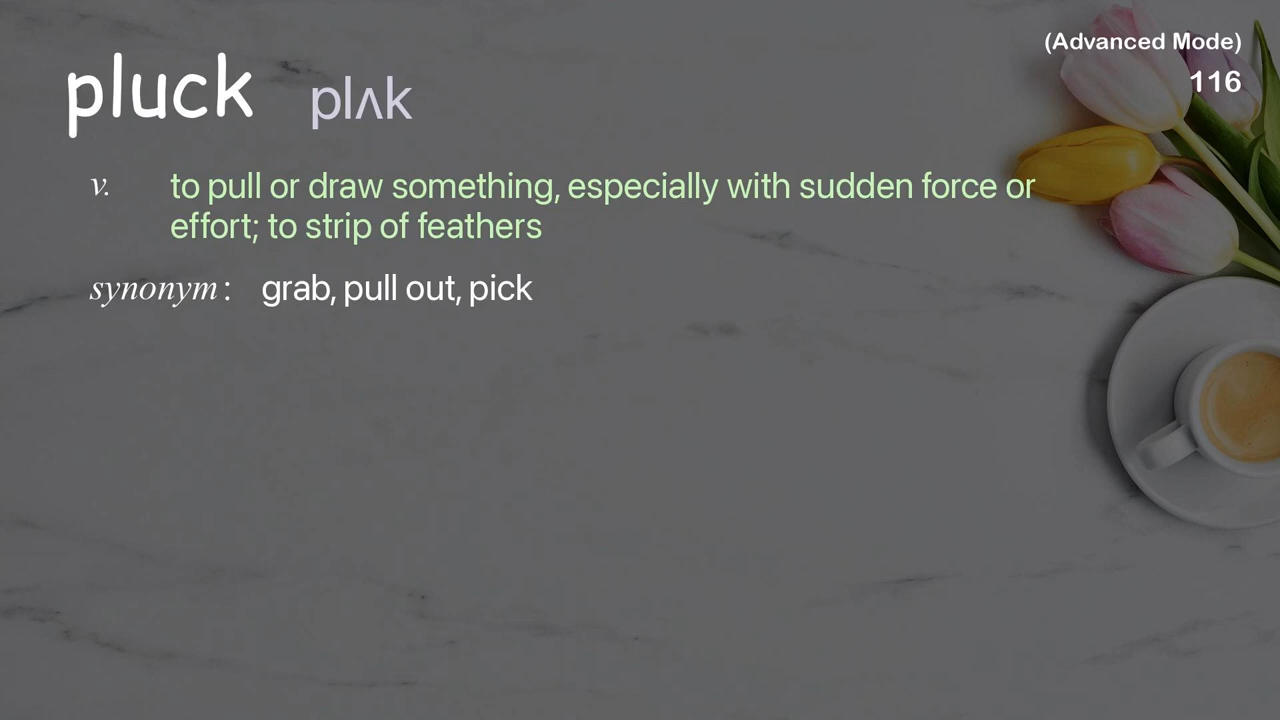 (Advanced Mode)
116
pluck plʌk
v. to pull or draw something, especially with sudden force or
effort; to strip of feathers
synonym : grab, pull out, pick